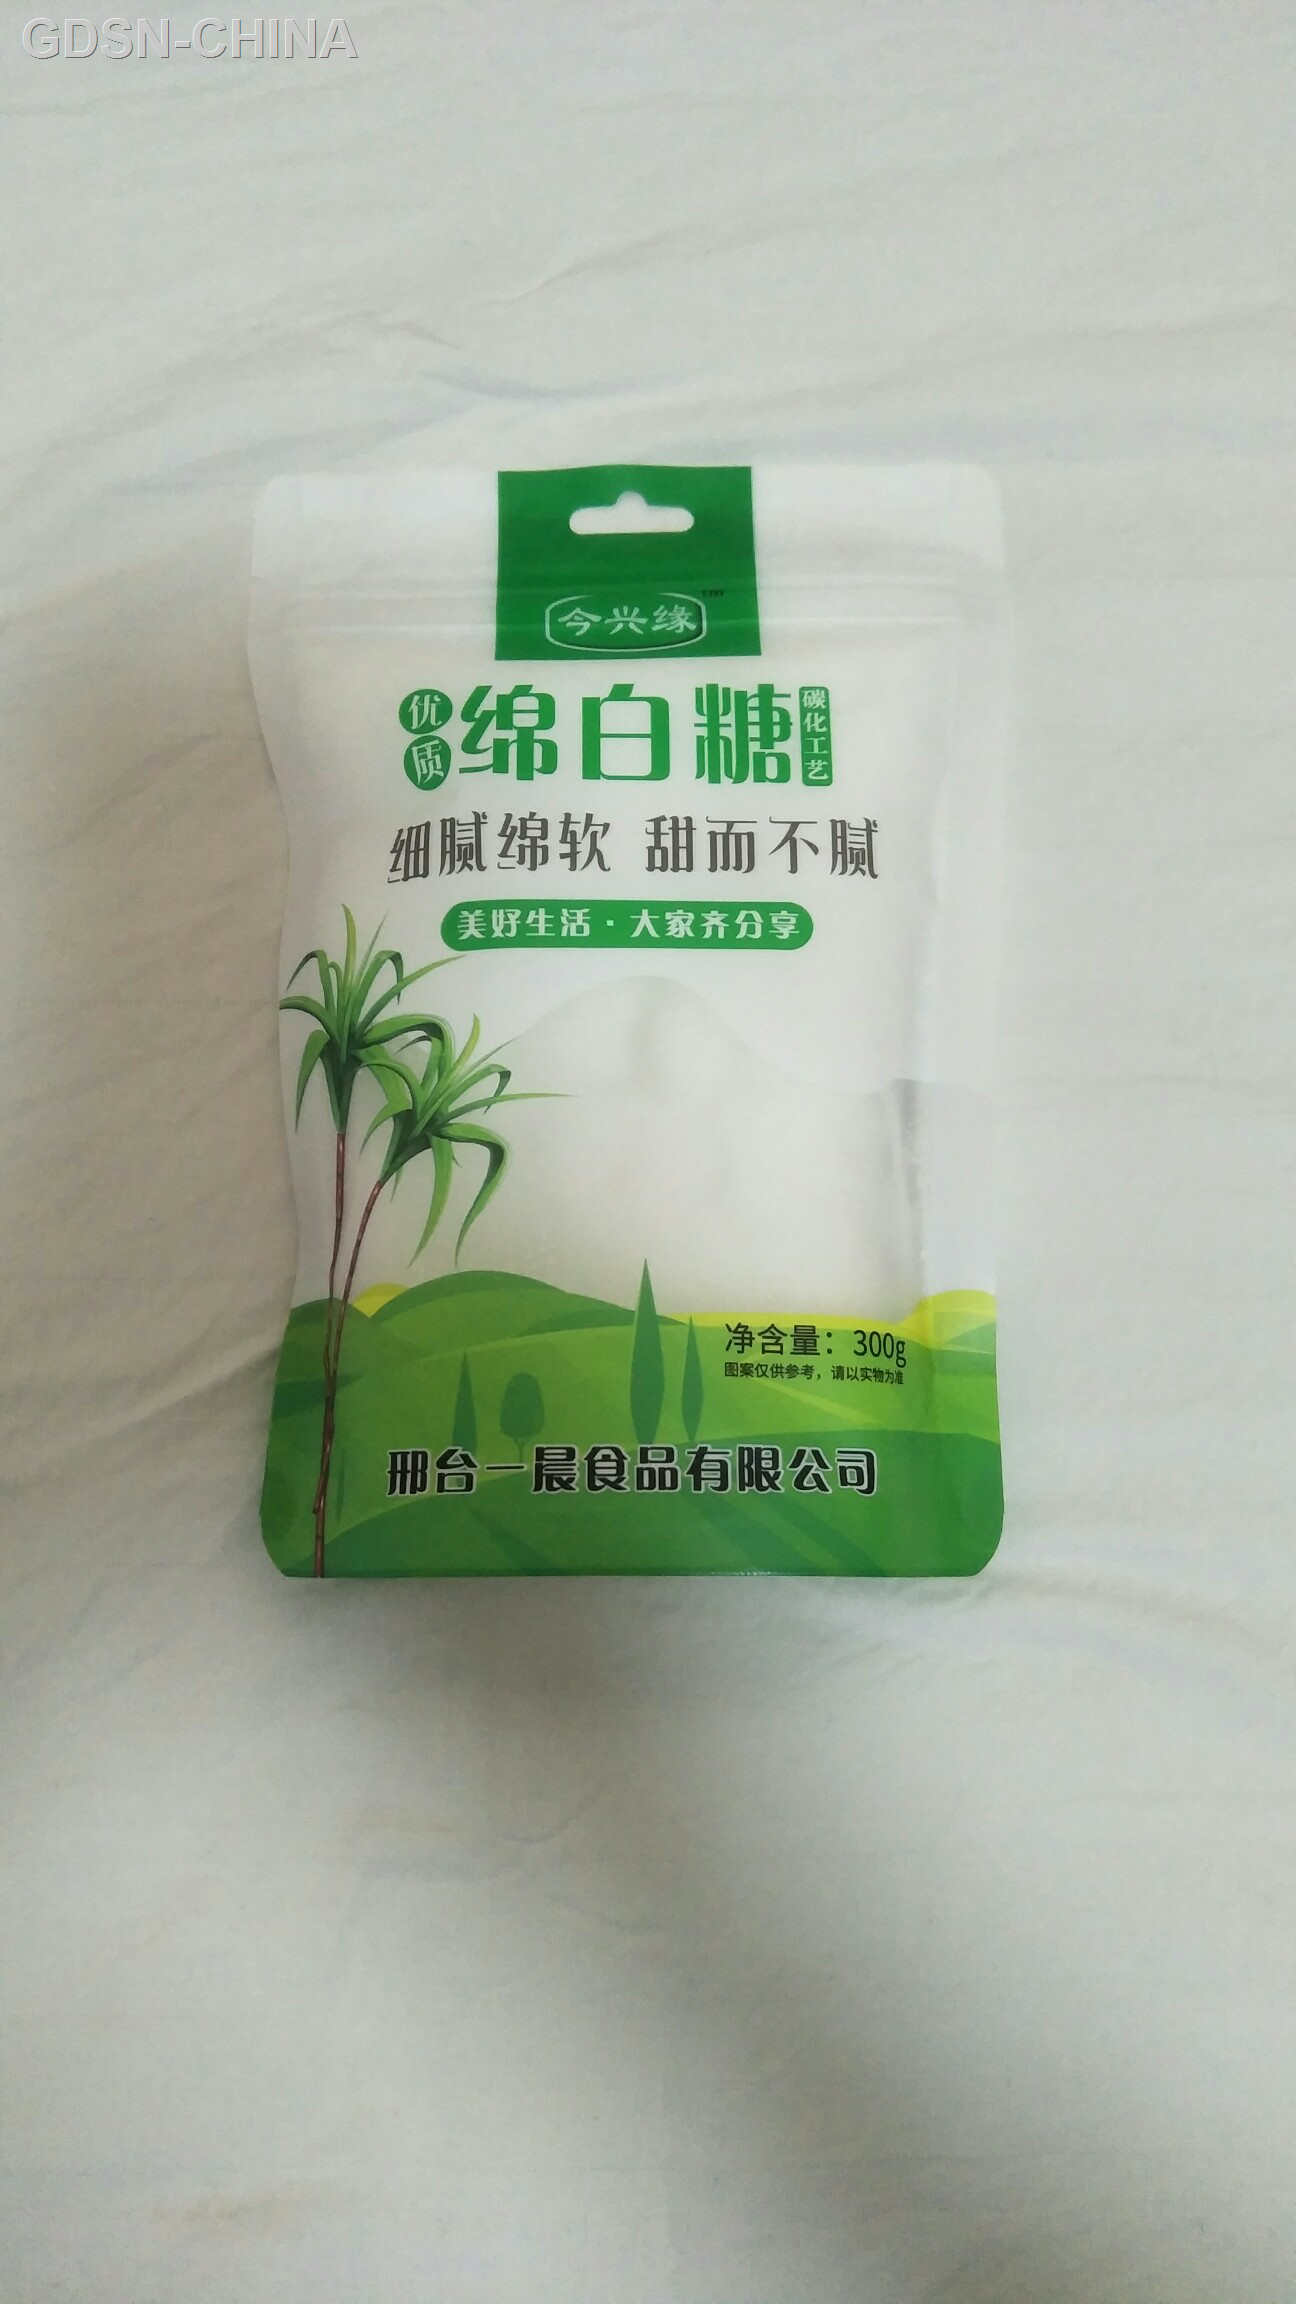 GDSN-CHINA
今兴缘
优质
绵白糖
碳化工艺
细腻绵软 甜而不腻
美好生活·大家齐分享
净含量：300g
图案仅供参考，请以实物为准
邢台一晨食品有限公司